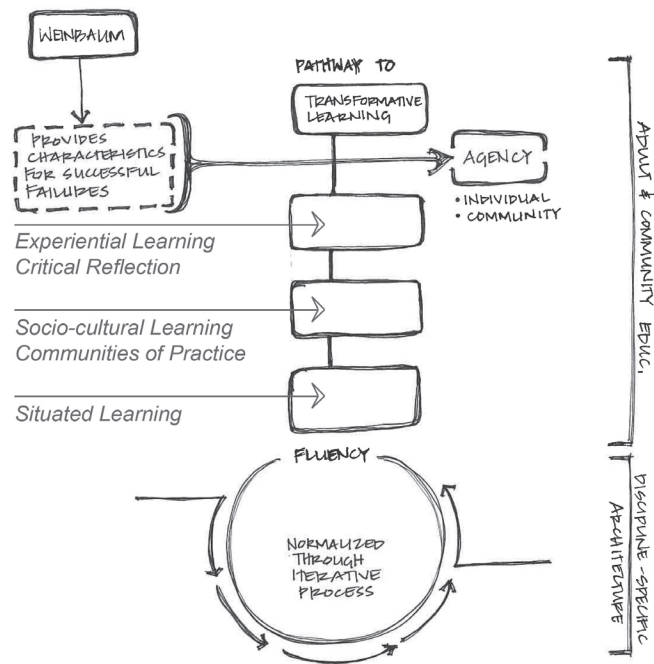 WEINBAUM
PATHWAY TO
TRANSFORMATIVE
LEARNING
PROVIDES
CHARACTERISTICS
FOR SUCCESSFUL
FAILURES
AGENCY
• INDIVIDUAL
• COMMUNITY
Experiential Learning
Critical Reflection
Socio-cultural Learning
Communities of Practice
Situated Learning
ADULT & COMMUNITY EDUC.
FLUENCY
NORMALIZED
THROUGH
ITERATIVE
PROCESS
DISCIPLINE-SPECIFIC
ARCHITECTURE